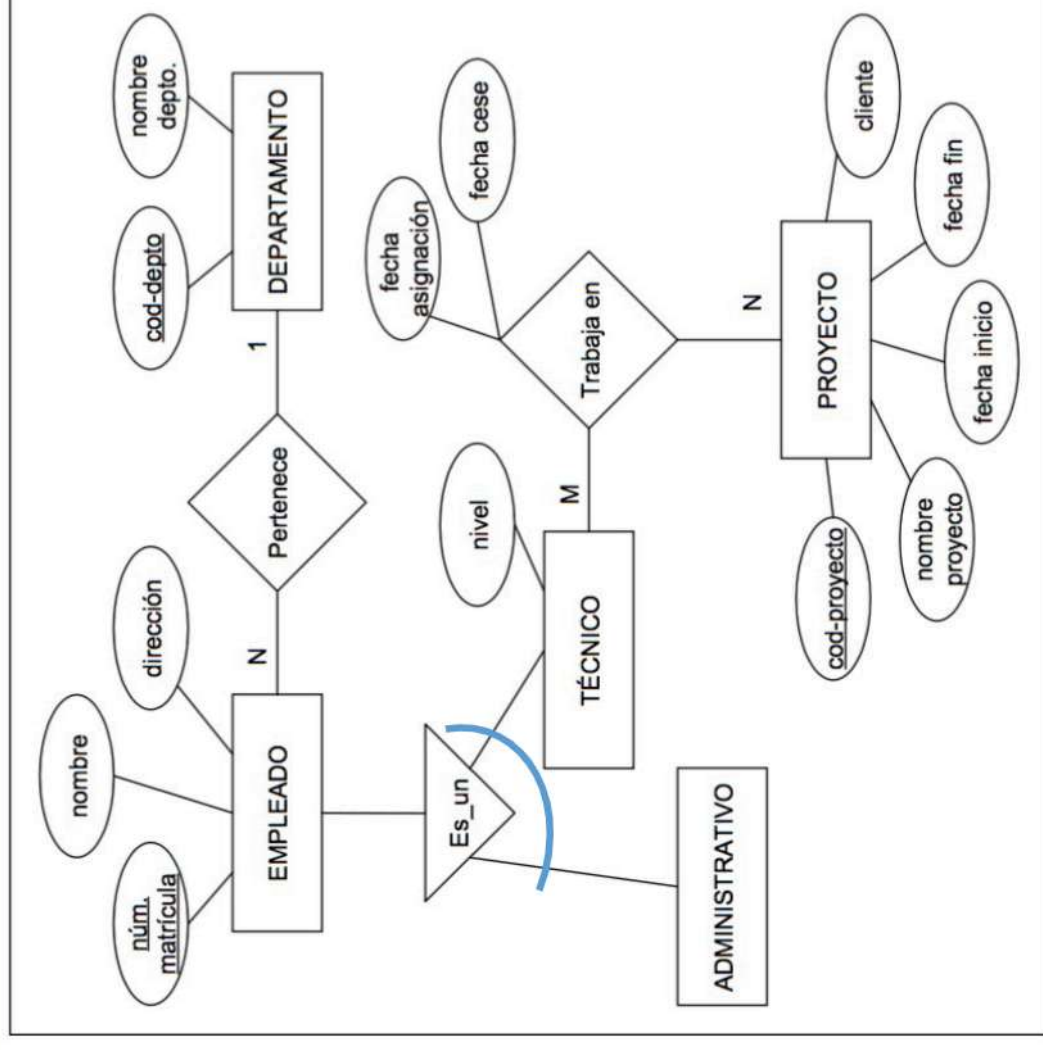 nombre
núm.
matrícula
dirección
cod-depto
nombre
depto.
EMPLEADO
N
Pertenece
1
DEPARTAMENTO
Es_un
nivel
fecha
asignación
fecha cese
ADMINISTRATIVO
TÉCNICO
M
Trabaja en
N
cod-proyecto
PROYECTO
cliente
nombre
proyecto
fecha inicio
fecha fin